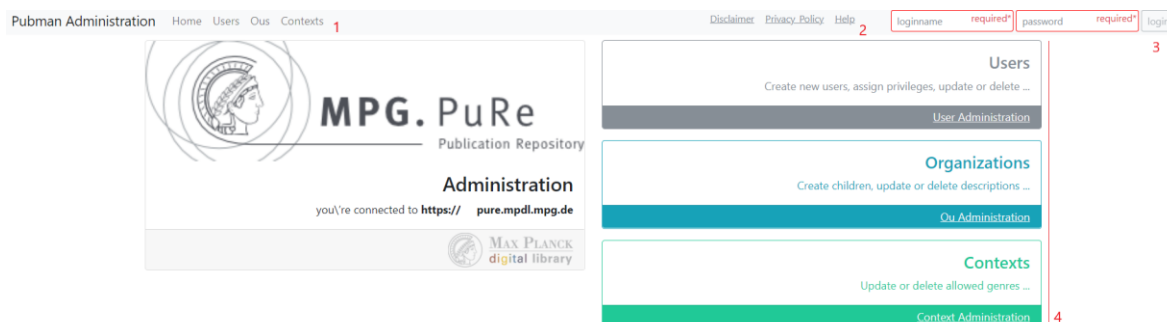 Pubman Administration Home Users Ous Contexts 1 Disclaimer Privacy Policy Help 2 loginname required* password required* login 3
MPG. PuRe
Publication Repository
Administration
you\'re connected to https:// pure.mpdl.mpg.de
MAX PLANCK
digital library
Users
Create new users, assign privileges, update or delete ...
User Administration
Organizations
Create children, update or delete descriptions ...
Ou Administration
Contexts
Update or delete allowed genres ...
Context Administration 4